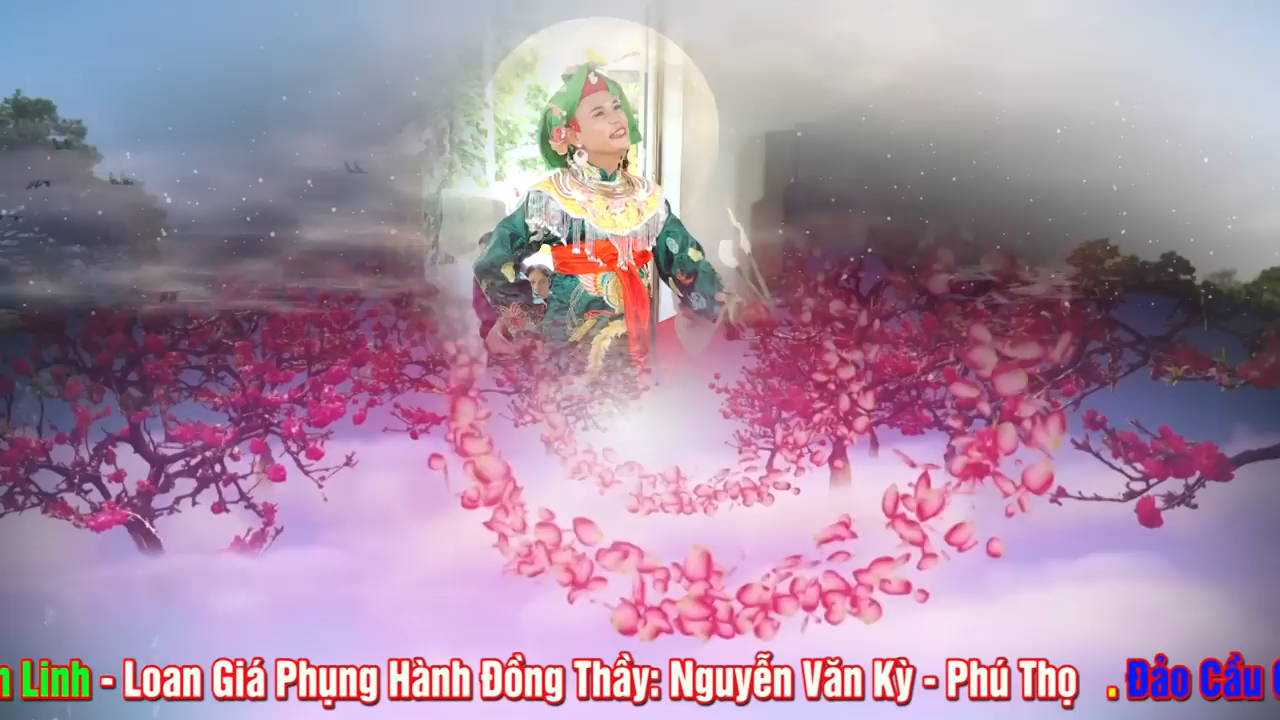 Linh - Loan Giá Phụng Hành Đồng Thầy: Nguyễn Văn Kỳ - Phú Thọ . Đảo Cầu